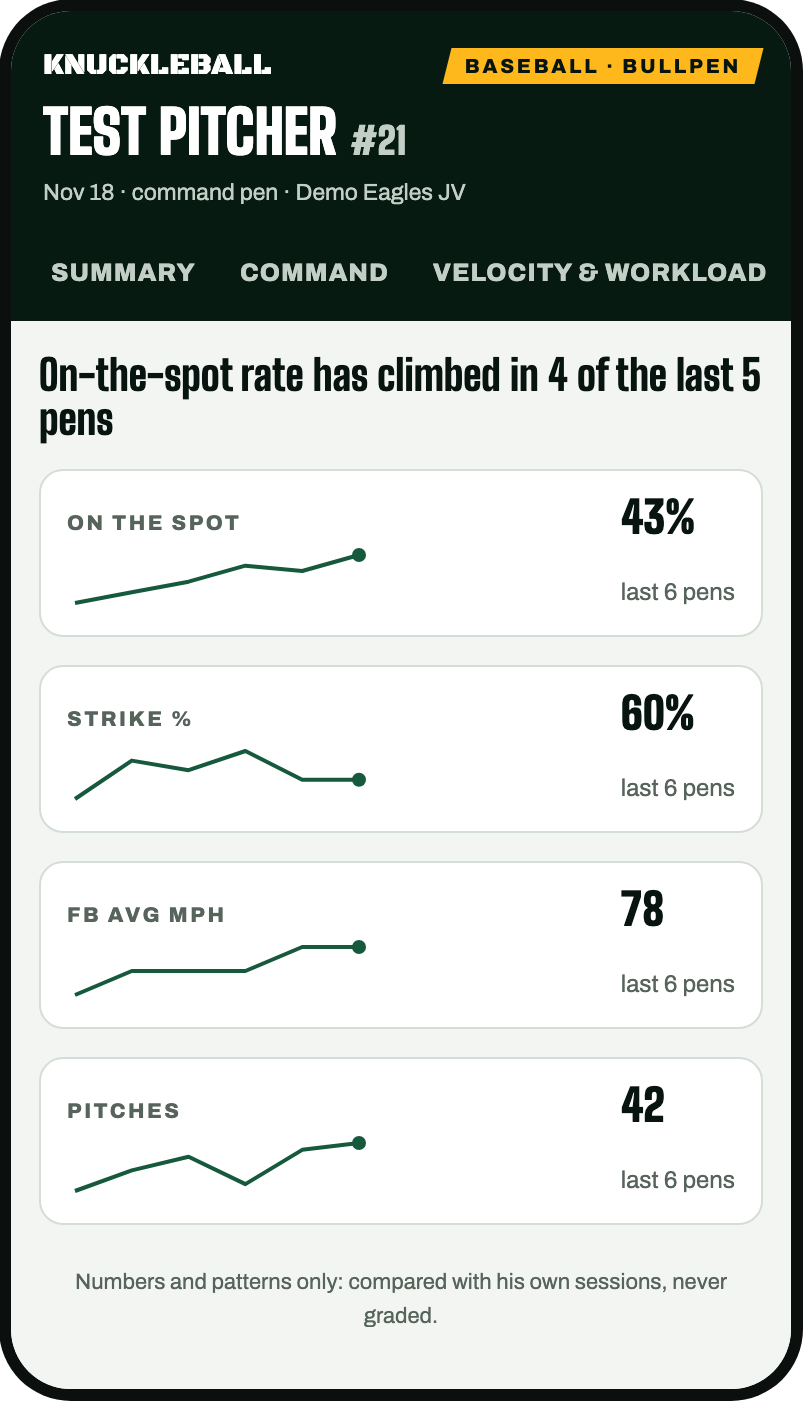 KNUCKLEBALL
BASEBALL · BULLPEN
TEST PITCHER #21
Nov 18 · command pen · Demo Eagles JV
SUMMARY COMMAND VELOCITY & WORKLOAD
On-the-spot rate has climbed in 4 of the last 5
pens
ON THE SPOT
43%
last 6 pens
STRIKE %
60%
last 6 pens
FB AVG MPH
78
last 6 pens
PITCHES
42
last 6 pens
Numbers and patterns only: compared with his own sessions, never
graded.